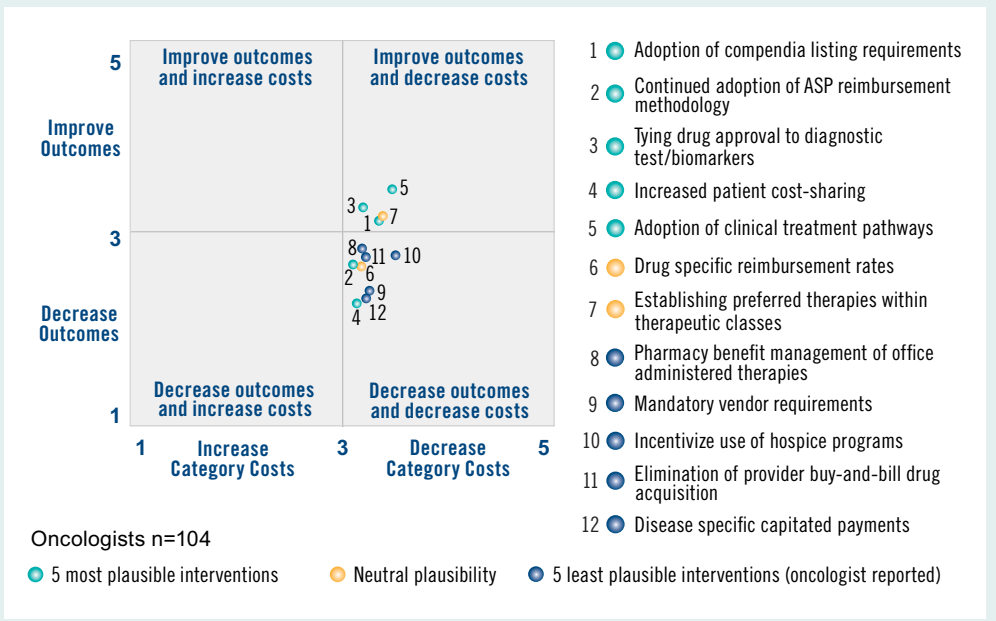 5
Improve outcomes
and increase costs
Improve outcomes
and decrease costs
Improve
Outcomes
5
3
7
1
3
8
11
10
2
6
9
4
12
Decrease
Outcomes
Decrease outcomes
and increase costs
Decrease outcomes
and decrease costs
1
1
Increase
Category Costs
3
Decrease
Category Costs
5
1 Adoption of compendia listing requirements
2 Continued adoption of ASP reimbursement
methodology
3 Tying drug approval to diagnostic
test/biomarkers
4 Increased patient cost-sharing
5 Adoption of clinical treatment pathways
6 Drug specific reimbursement rates
7 Establishing preferred therapies within
therapeutic classes
8 Pharmacy benefit management of office
administered therapies
9 Mandatory vendor requirements
10 Incentivize use of hospice programs
11 Elimination of provider buy-and-bill drug
acquisition
12 Disease specific capitated payments
Oncologists n=104
5 most plausible interventions
Neutral plausibility
5 least plausible interventions (oncologist reported)